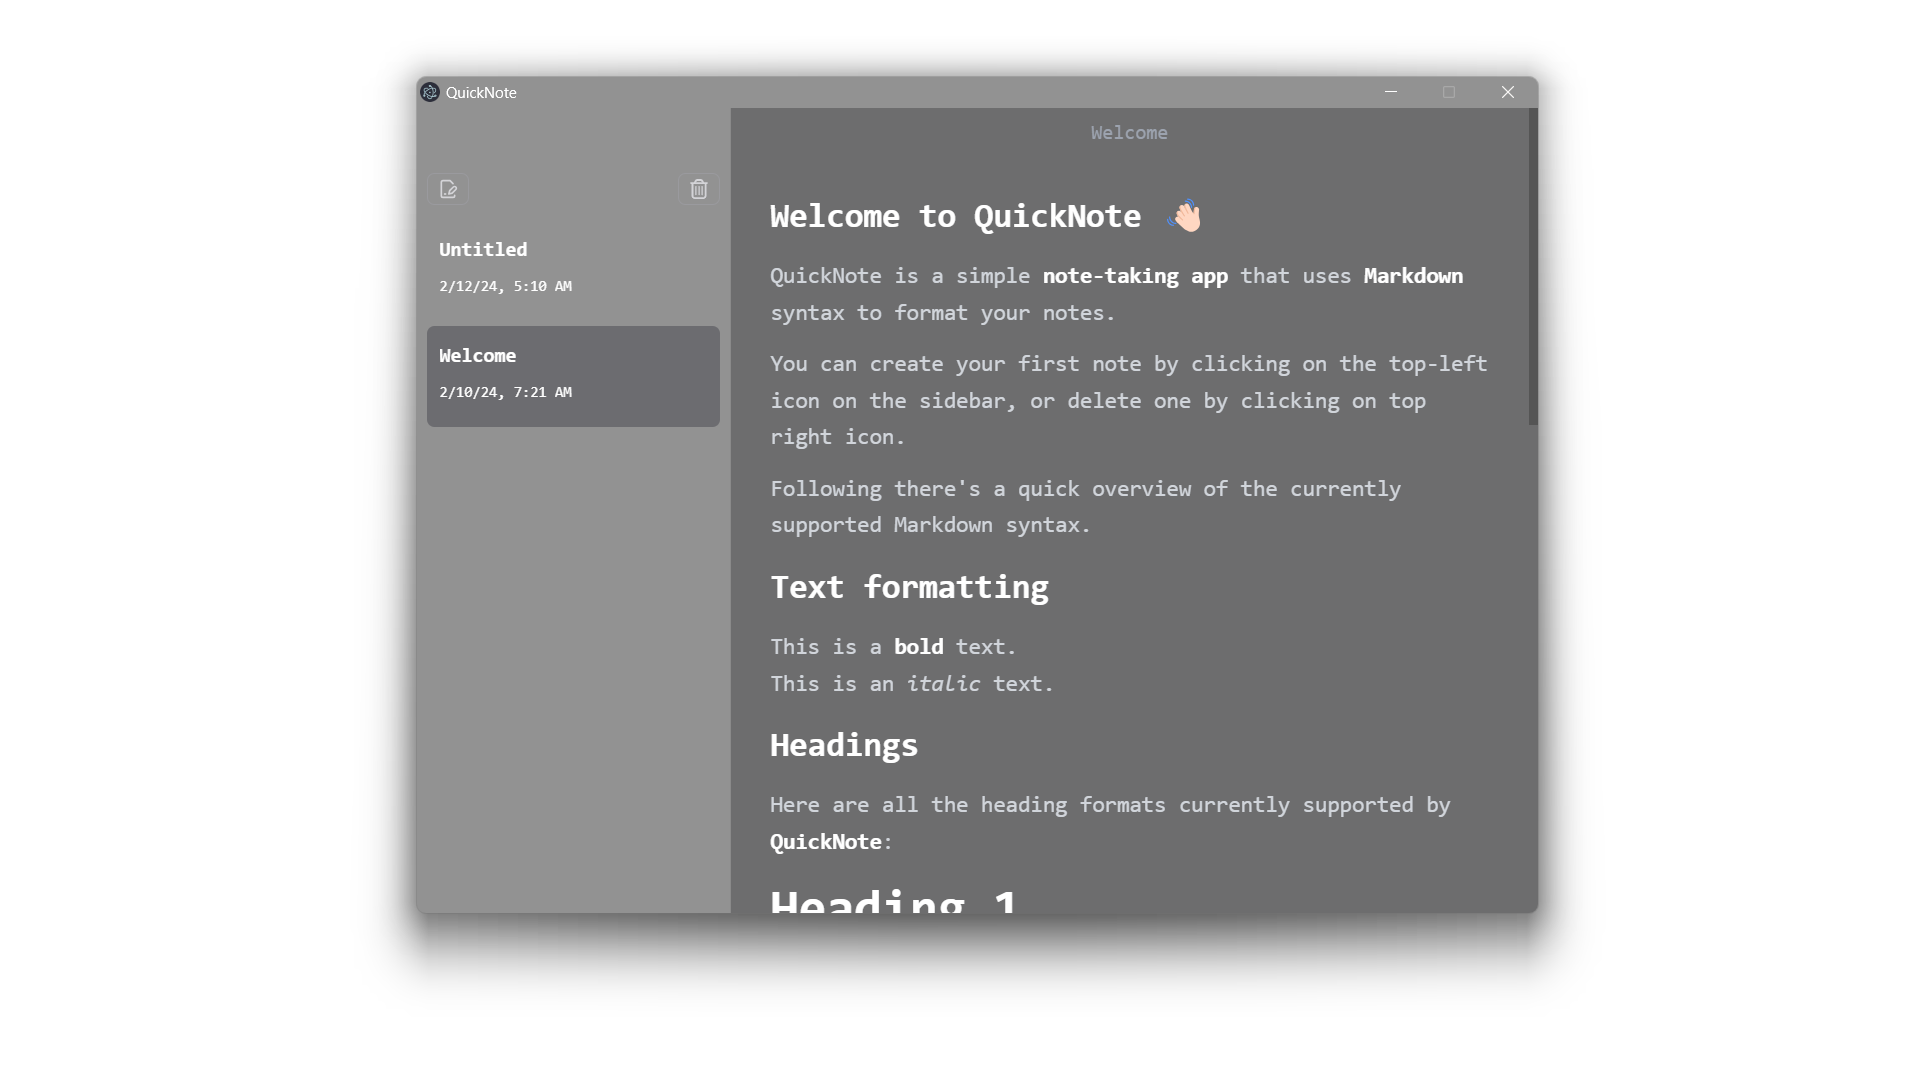 QuickNote
Untitled
2/12/24, 5:10 AM
Welcome
2/10/24, 7:21 AM
Welcome
Welcome to QuickNote 👋🏻
QuickNote is a simple note-taking app that uses Markdown
syntax to format your notes.
You can create your first note by clicking on the top-left
icon on the sidebar, or delete one by clicking on top
right icon.
Following there's a quick overview of the currently
supported Markdown syntax.
Text formatting
This is a bold text.
This is an italic text.
Headings
Here are all the heading formats currently supported by
QuickNote:
Heading 1